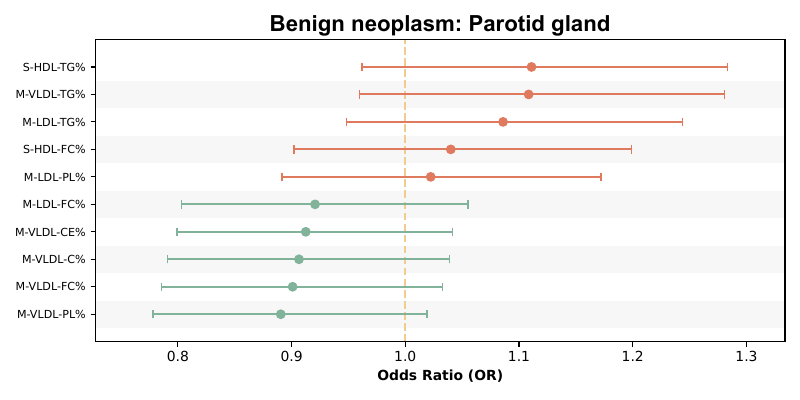 Benign neoplasm: Parotid gland
S-HDL-TG%
M-VLDL-TG%
M-LDL-TG%
S-HDL-FC%
M-LDL-PL%
M-LDL-FC%
M-VLDL-CE%
M-VLDL-C%
M-VLDL-FC%
M-VLDL-PL%
0.8 0.9 1.0 1.1 1.2 1.3
Odds Ratio (OR)